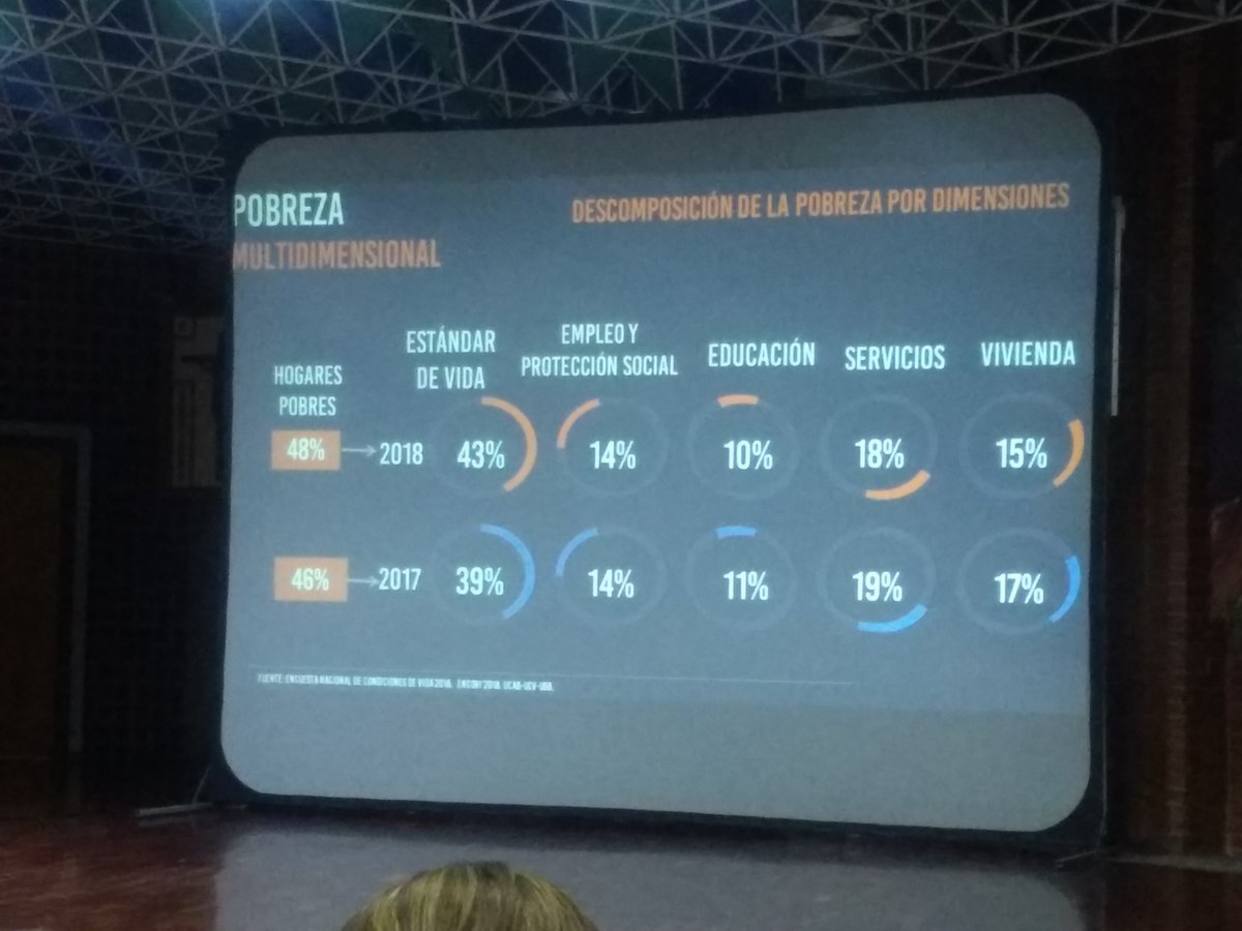 POBREZA
MULTIDIMENSIONAL
DESCOMPOSICIÓN DE LA POBREZA POR DIMENSIONES
HOGARES
POBRES
ESTÁNDAR
DE VIDA
EMPLEO Y
PROTECCIÓN SOCIAL
EDUCACIÓN
SERVICIOS
VIVIENDA
48% 2018 43% 14% 10% 18% 15%
46% 2017 39% 14% 11% 19% 17%
FUENTE: ENCUESTA NACIONAL DE CONDICIONES DE VIDA 2018. ENCOVI 2018. UCAB-UCV-USB.